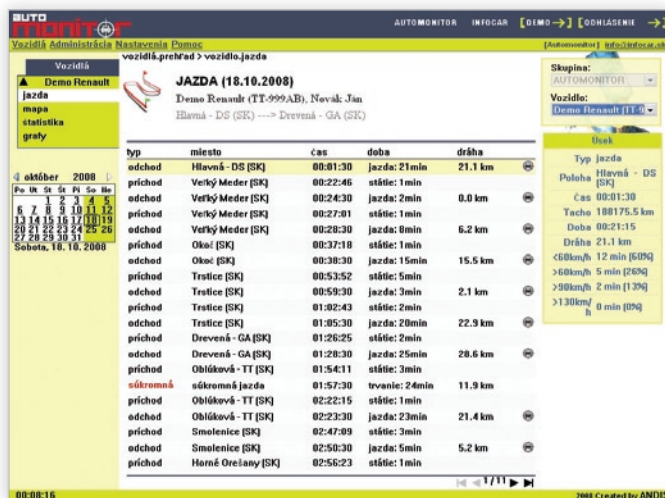 AUTO
monitor
AUTOMONITOR INFOCAR [DEMO →] [ODHLÁSENIE →]
Vozidlá Administrácia Nastavenia Pomoc
[Automonitor] info@infocar.sk
Vozidlá
Demo Renault
jazda
mapa
štatistika
grafy
október 2008
Po Ut St Št Pi So Ne
1 2 3 4 5
6 7 8 9 10 11 12
13 14 15 16 17 18 19
20 21 22 23 24 25 26
27 28 29 30 31
Sobota, 18. 10. 2008
vozidlá.prehľad > vozidlo.jazda
JAZDA (18.10.2008)
Demo Renault (TT-999AB), Novák Ján
Hlavná - DS (SK) ---> Drevená - GA (SK)
typ miesto čas doba dráha
odchod Hlavná - DS (SK) 00:01:30 jazda: 21min 21.1 km
príchod Veľký Meder (SK) 00:22:46 státie: 1min
odchod Veľký Meder (SK) 00:24:30 jazda: 2min 0.0 km
príchod Veľký Meder (SK) 00:27:01 státie: 1min
odchod Veľký Meder (SK) 00:28:30 jazda: 8min 6.2 km
príchod Okoč (SK) 00:37:18 státie: 1min
odchod Okoč (SK) 00:38:30 jazda: 15min 15.5 km
príchod Trstice (SK) 00:53:52 státie: 5min
odchod Trstice (SK) 00:59:30 jazda: 3min 2.1 km
príchod Trstice (SK) 01:02:43 státie: 2min
odchod Trstice (SK) 01:05:30 jazda: 20min 22.9 km
príchod Drevená - GA (SK) 01:26:25 státie: 2min
odchod Drevená - GA (SK) 01:28:30 jazda: 25min 28.6 km
príchod Oblúková - TT (SK) 01:54:11 státie: 3min
súkromná súkromná jazda 01:57:30 trvanie: 24min 11.9 km
príchod Oblúková - TT (SK) 02:22:15 státie: 1min
odchod Oblúková - TT (SK) 02:23:30 jazda: 23min 21.4 km
príchod Smolenice (SK) 02:47:09 státie: 3min
odchod Smolenice (SK) 02:50:30 jazda: 5min 5.2 km
príchod Horné Orešany (SK) 02:56:23 státie: 1min
1/11
Skupina:
AUTOMONITOR
Vozidlo:
Demo Renault (TT-9
Úsek
Typ jazda
Poloha Hlavná - DS
(SK)
Čas 00:01:30
Tacho 188175.5 km
Doba 00:21:15
Dráha 21.1 km
<60km/h 12 min (60%)
>60km/h 5 min (26%)
>90km/h 2 min (13%)
>130km/
h 0 min (0%)
00:08:16
2008 Created by ANDIS